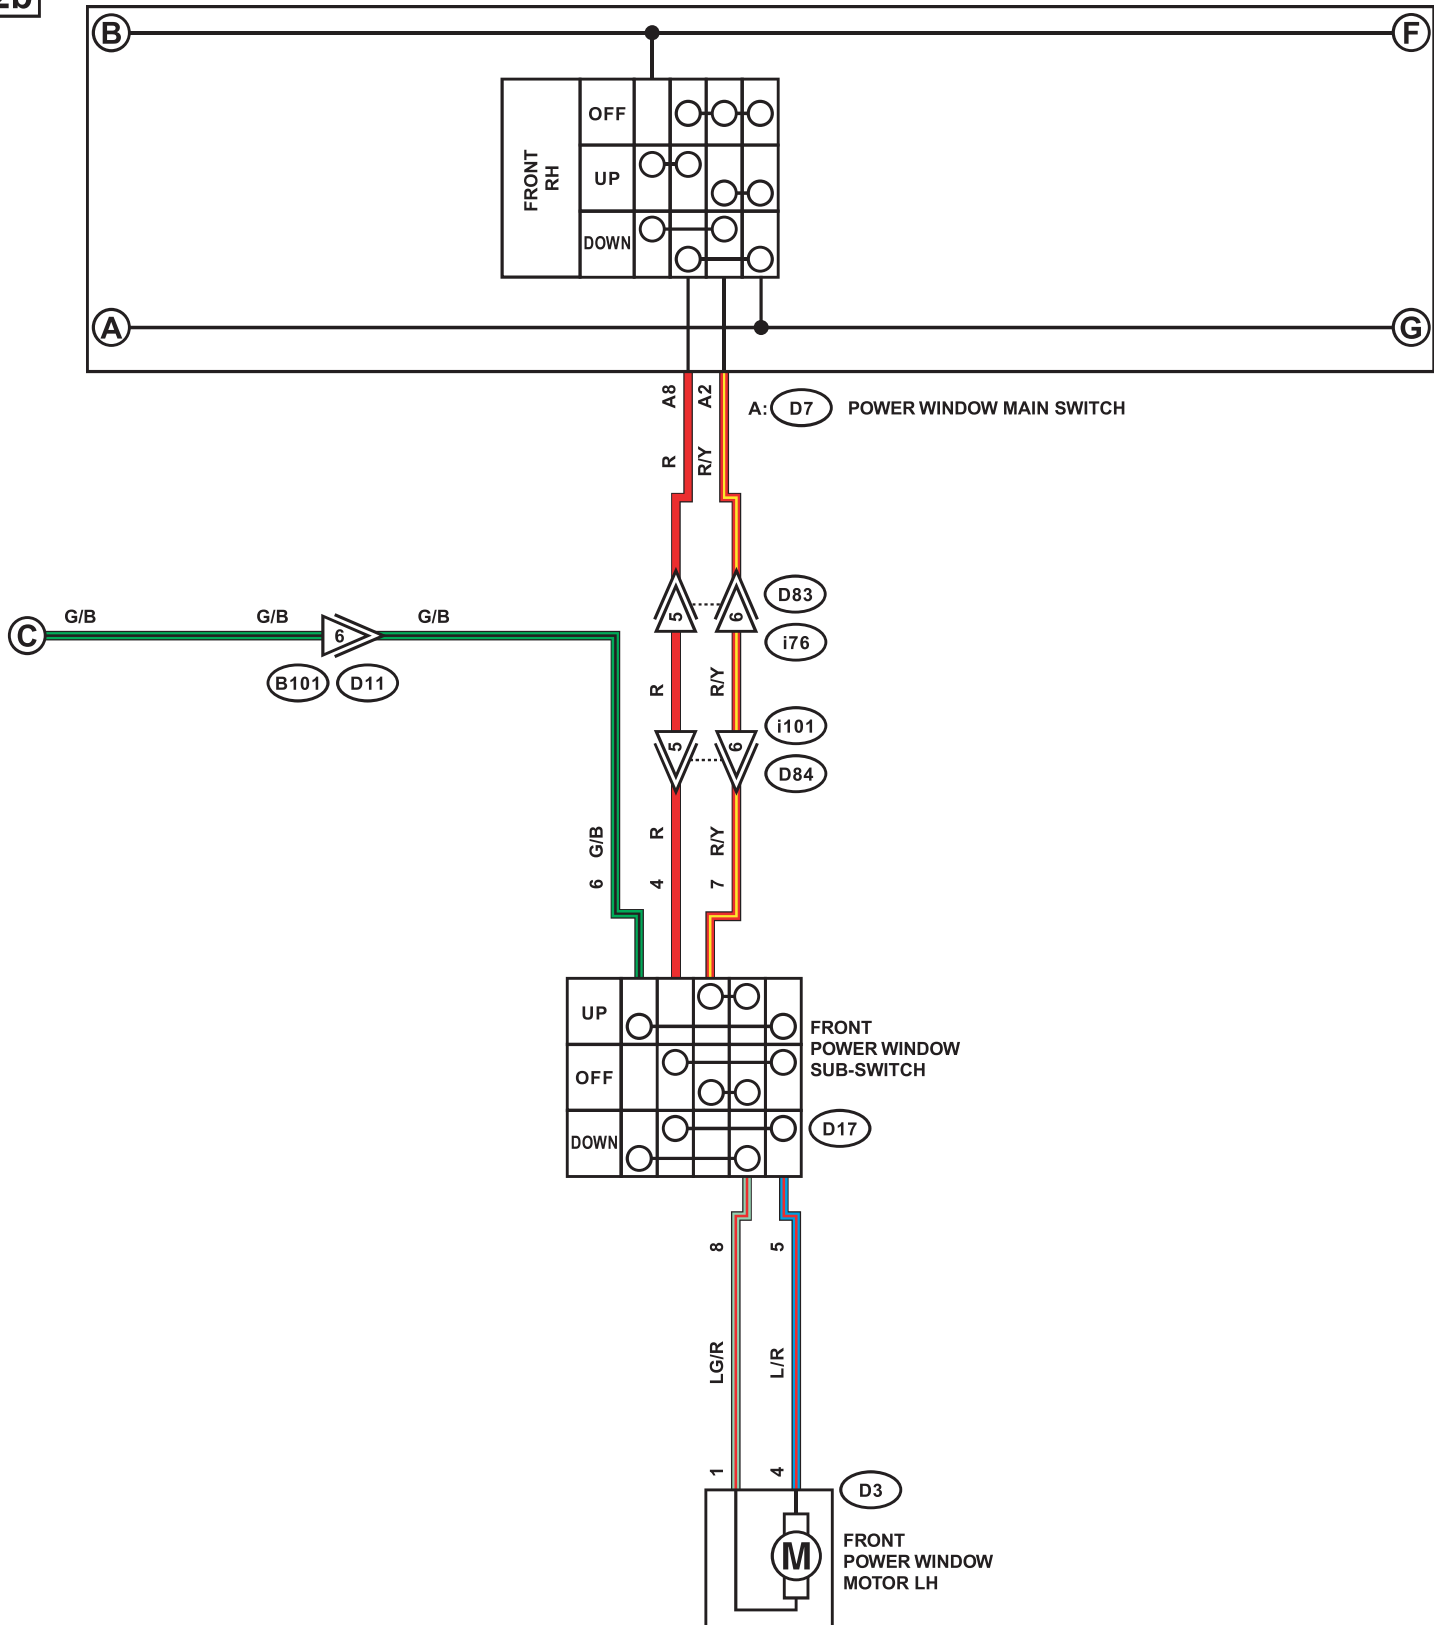 B
F
OFF
FRONT
RH
UP
DOWN
A
G
A8
A2
A:
D7
POWER WINDOW MAIN SWITCH
R
R/Y
D83
5
6
C
G/B
G/B
6
G/B
i76
B101
D11
R
R/Y
i101
5
6
D84
G/B
R
R/Y
6
4
7
UP
FRONT
POWER WINDOW
SUB-SWITCH
OFF
DOWN
D17
8
5
LG/R
L/R
1
4
D3
M
FRONT
POWER WINDOW
MOTOR LH